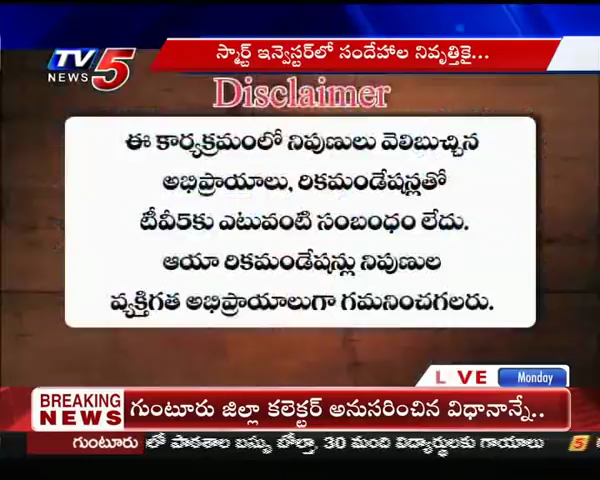 స్మార్ట్ ఇన్వెస్టర్‌లో సందేహాల నివృత్తికై...
TV5
NEWS
Disclaimer
ఈ కార్యక్రమంలో నిపుణులు వెలిబుచ్చిన
అభిప్రాయాలు, రికమండేషన్లతో
టీవీ5కు ఎటువంటి సంబంధం లేదు.
ఆయా రికమండేషన్లు నిపుణుల
వ్యక్తిగత అభిప్రాయాలుగా గమనించగలరు.
LIVE Monday
BREAKING NEWS గుంటూరు జిల్లా కలెక్టర్ అనుసరించిన విధానాన్నే..
గుంటూరు లో పాఠశాల బస్సు బోల్తా, 30 మంది విద్యార్థులకు గాయాలు 5